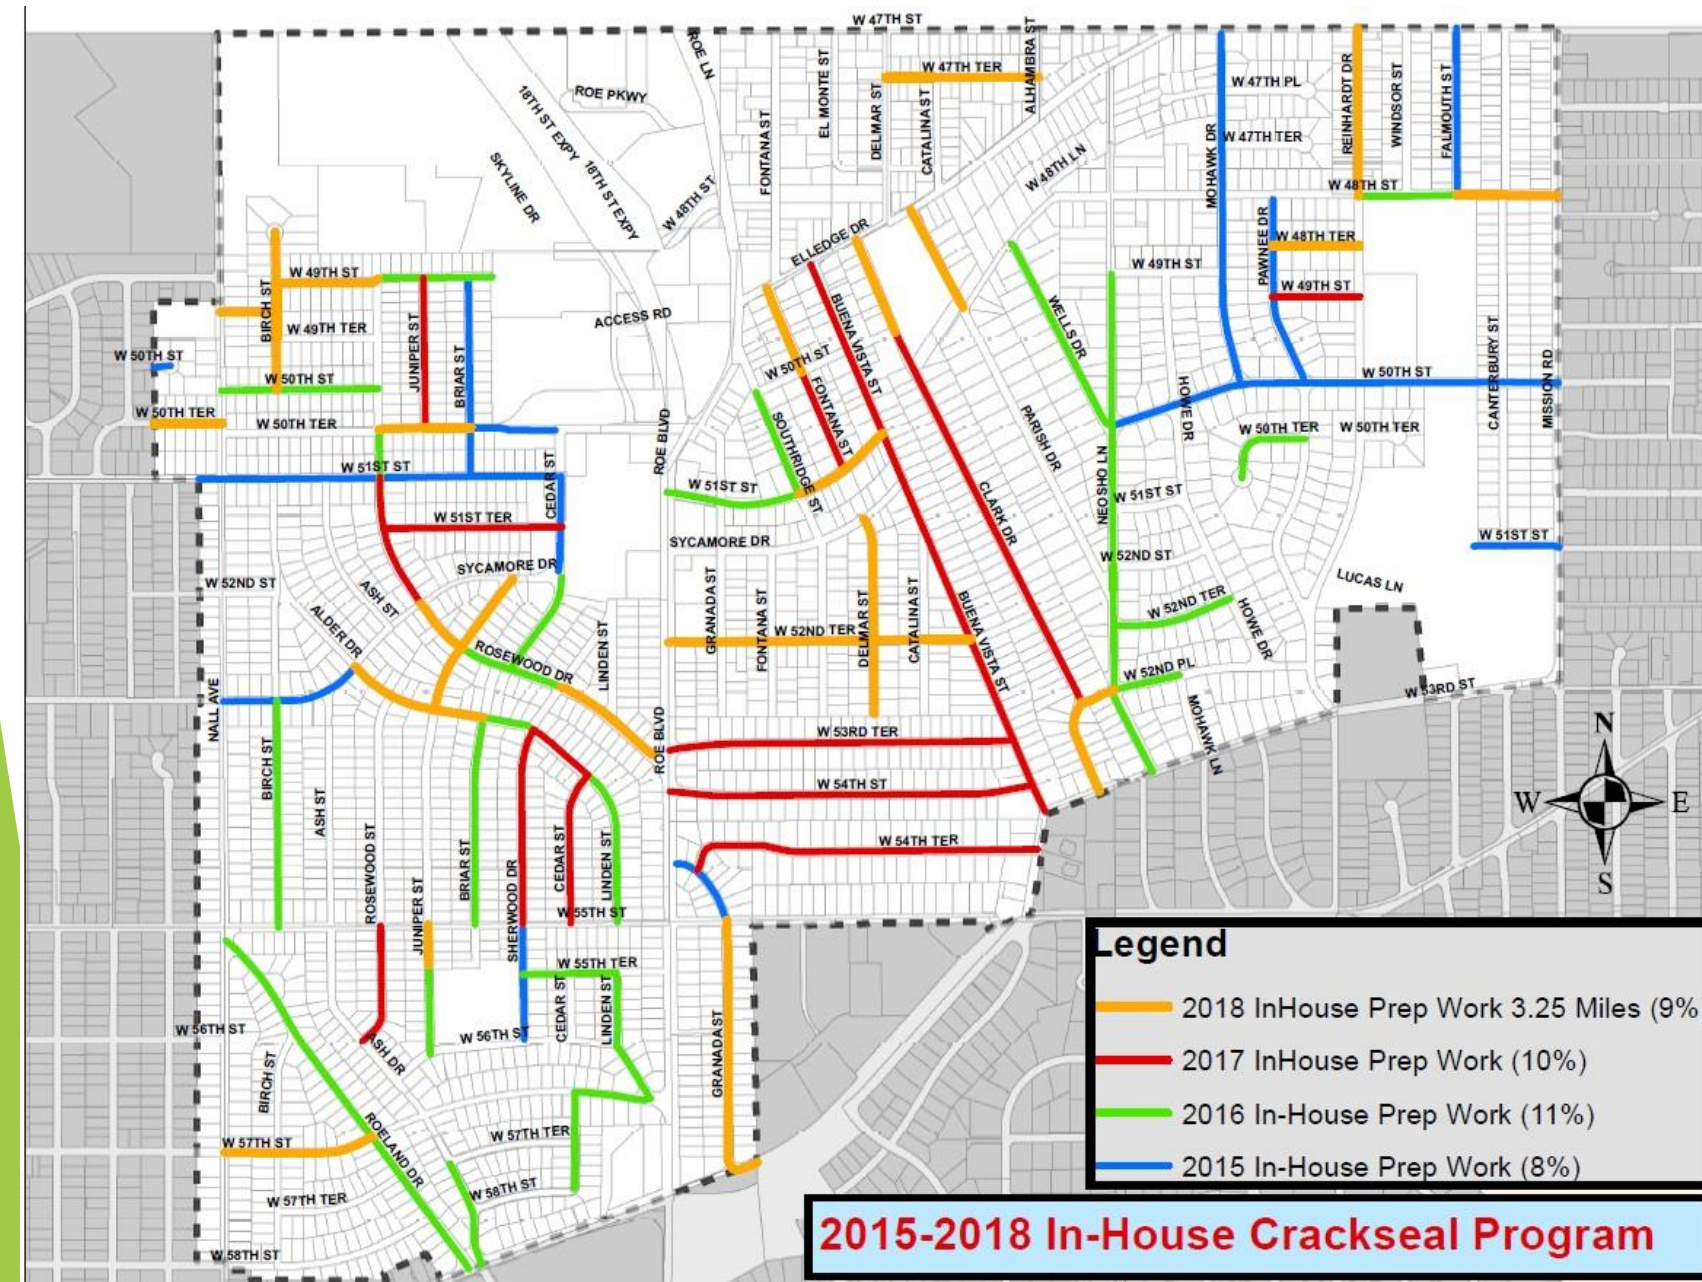 W 47TH ST
ROE LN
ALHAMBRA ST
EL MONTE ST
W 47TH TER
DELMAR ST
CATALINA ST
FONTANA ST
ROE PKWY
18TH ST EXPY
18TH ST EXPY
SKYLINE DR
W 48TH ST
W 48TH LN
MOHAWK DR
W 47TH PL
W 47TH TER
REINHARDT DR
WINDSOR ST
FALMOUTH ST
W 48TH ST
PAWNEE DR
W 48TH TER
ELLEDGE DR
W 49TH ST
W 49TH ST
W 49TH ST
BIRCH ST
W 49TH TER
JUNIPER ST
BRIAR ST
ACCESS RD
BUENA VISTA ST
WELLS DR
CANTERBURY ST
MISSION RD
W 50TH ST
W 50TH ST
W 50TH ST
W 50TH ST
FONTANA ST
HOWE DR
W 50TH TER
W 50TH TER
SOUTHRIDGE ST
PARISH DR
W 50TH TER
W 50TH TER
ROE BLVD
W 51ST ST
CEDAR ST
W 51ST ST
CLARK DR
NEOSHO LN
W 51ST ST
W 51ST TER
SYCAMORE DR
W 51ST ST
W 52ND ST
SYCAMORE DR
W 52ND ST
LUCAS LN
ASH ST
ALDER DR
GRANADA ST
FONTANA ST
DELMAR ST
CATALINA ST
BUENA VISTA ST
W 52ND TER
HOWE DR
LINDEN ST
W 52ND TER
ROSEWOOD DR
W 52ND PL
W 53RD ST
NALL AVE
ROE BLVD
MOHAWK LN
W 53RD TER
BIRCH ST
W 54TH ST
ASH ST
ROSEWOOD ST
JUNIPER ST
BRIAR ST
SHERWOOD DR
CEDAR ST
LINDEN ST
W 54TH TER
W 55TH ST
W 55TH TER
CEDAR ST
LINDEN ST
W 56TH ST
W 56TH ST
ASH DR
GRANADA ST
BIRCH ST
W 57TH ST
ROELAND DR
W 57TH TER
W 57TH TER
W 58TH ST
W 58TH ST
N
W
E
S
Legend
2018 InHouse Prep Work 3.25 Miles (9%
2017 InHouse Prep Work (10%)
2016 In-House Prep Work (11%)
2015 In-House Prep Work (8%)
2015-2018 In-House Crackseal Program